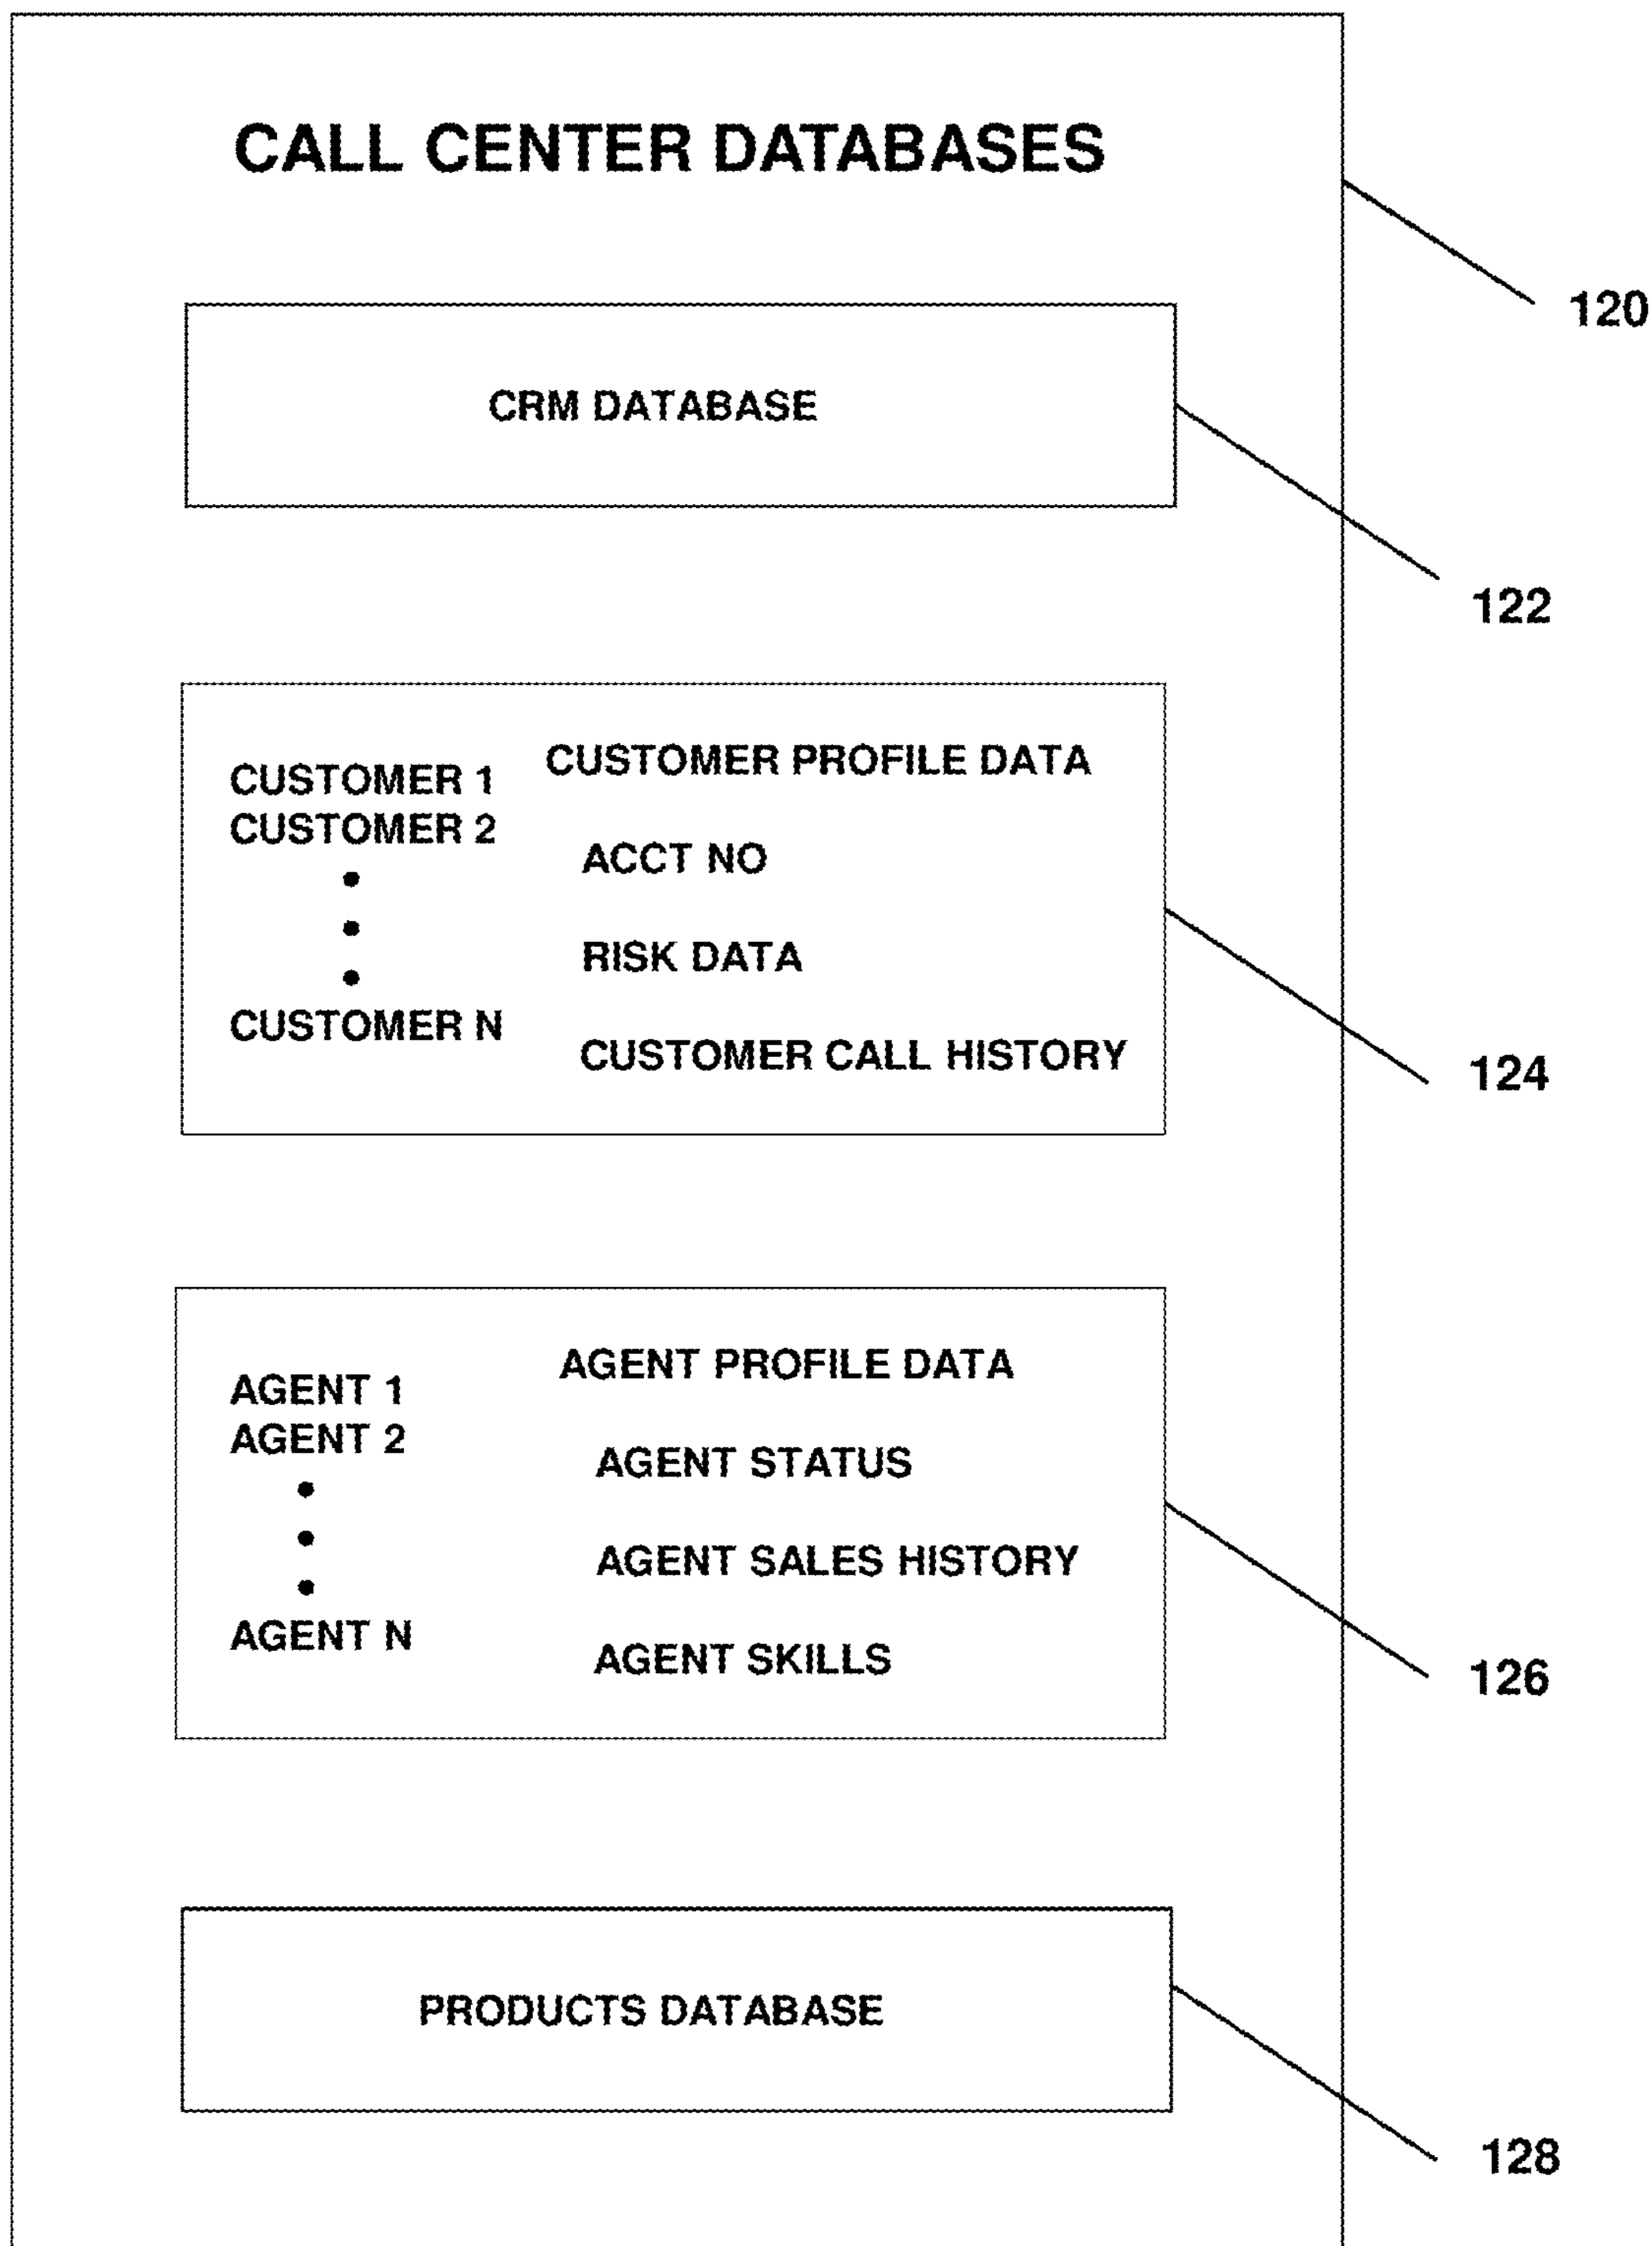 CALL CENTER DATABASES
120
CRM DATABASE
122
CUSTOMER PROFILE DATA
CUSTOMER 1
CUSTOMER 2
ACCT NO
RISK DATA
CUSTOMER N
CUSTOMER CALL HISTORY
124
AGENT PROFILE DATA
AGENT 1
AGENT 2
AGENT STATUS
AGENT SALES HISTORY
AGENT N
AGENT SKILLS
126
PRODUCTS DATABASE
128